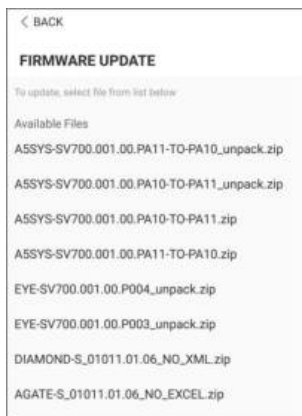 < BACK
FIRMWARE UPDATE
To update, select file from list below
Available Files
A5SYS-SV700.001.00.PA11-TO-PA10_unpack.zip
A5SYS-SV700.001.00.PA10-TO-PA11_unpack.zip
A5SYS-SV700.001.00.PA10-TO-PA11.zip
A5SYS-SV700.001.00.PA11-TO-PA10.zip
EYE-SV700.001.00.P004_unpack.zip
EYE-SV700.001.00.P003_unpack.zip
DIAMOND-S_01011.01.06_NO_XML.zip
AGATE-S_01011.01.06_NO_EXCEL.zip